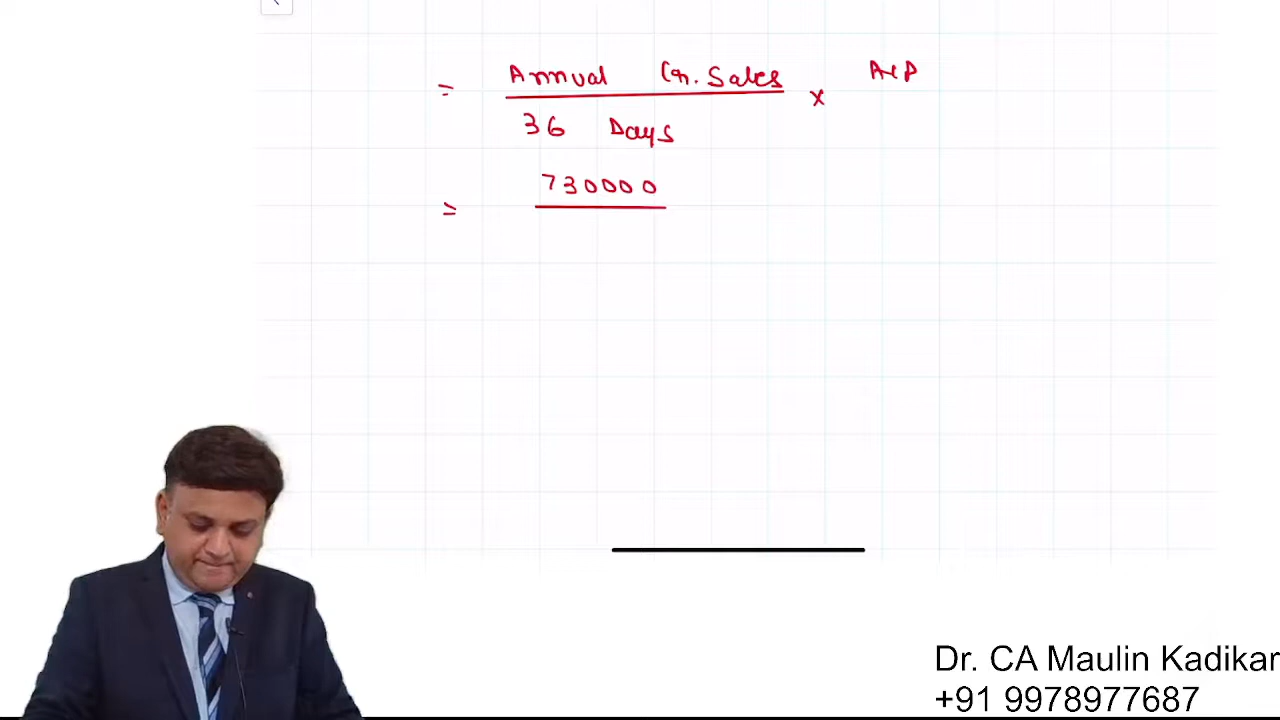 = Annual Cr. Sales × ACP
36 Days
= 730000
Dr. CA Maulin Kadikar
+91 9978977687